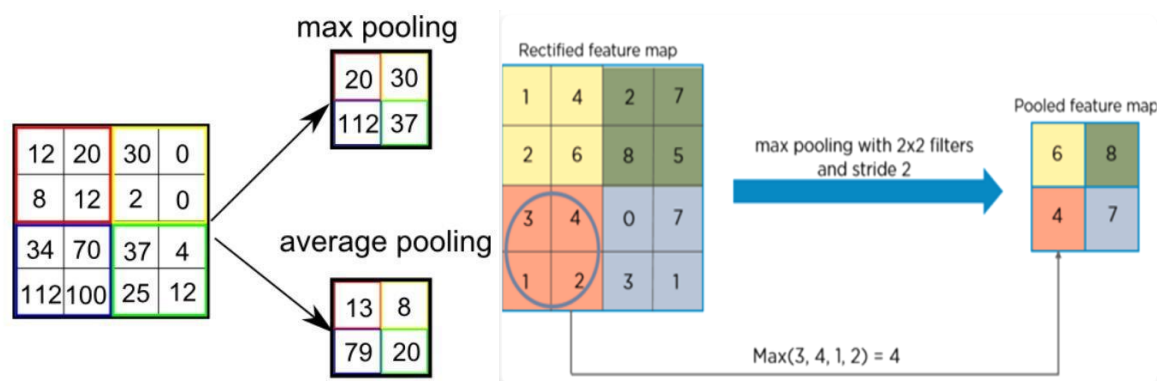 max pooling
20 30
112 37
12 20 30 0
8 12 2 0
34 70 37 4
112 100 25 12
average pooling
13 8
79 20
Rectified feature map
1 4 2 7
2 6 8 5
3 4 0 7
1 2 3 1
max pooling with 2x2 filters
and stride 2
Pooled feature map
6 8
4 7
Max(3, 4, 1, 2) = 4